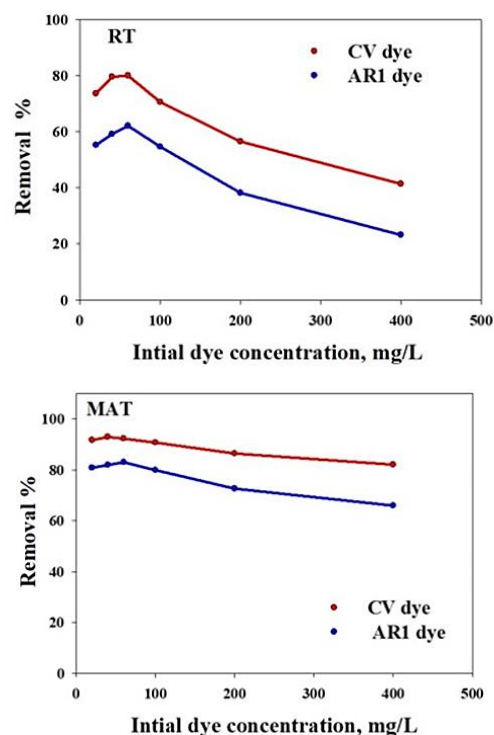 RT
CV dye
AR1 dye
Removal %
100
80
60
40
20
0
0 100 200 300 400 500
Intial dye concentration, mg/L
MAT
CV dye
AR1 dye
Removal %
100
80
60
40
20
0
0 100 200 300 400 500
Intial dye concentration, mg/L